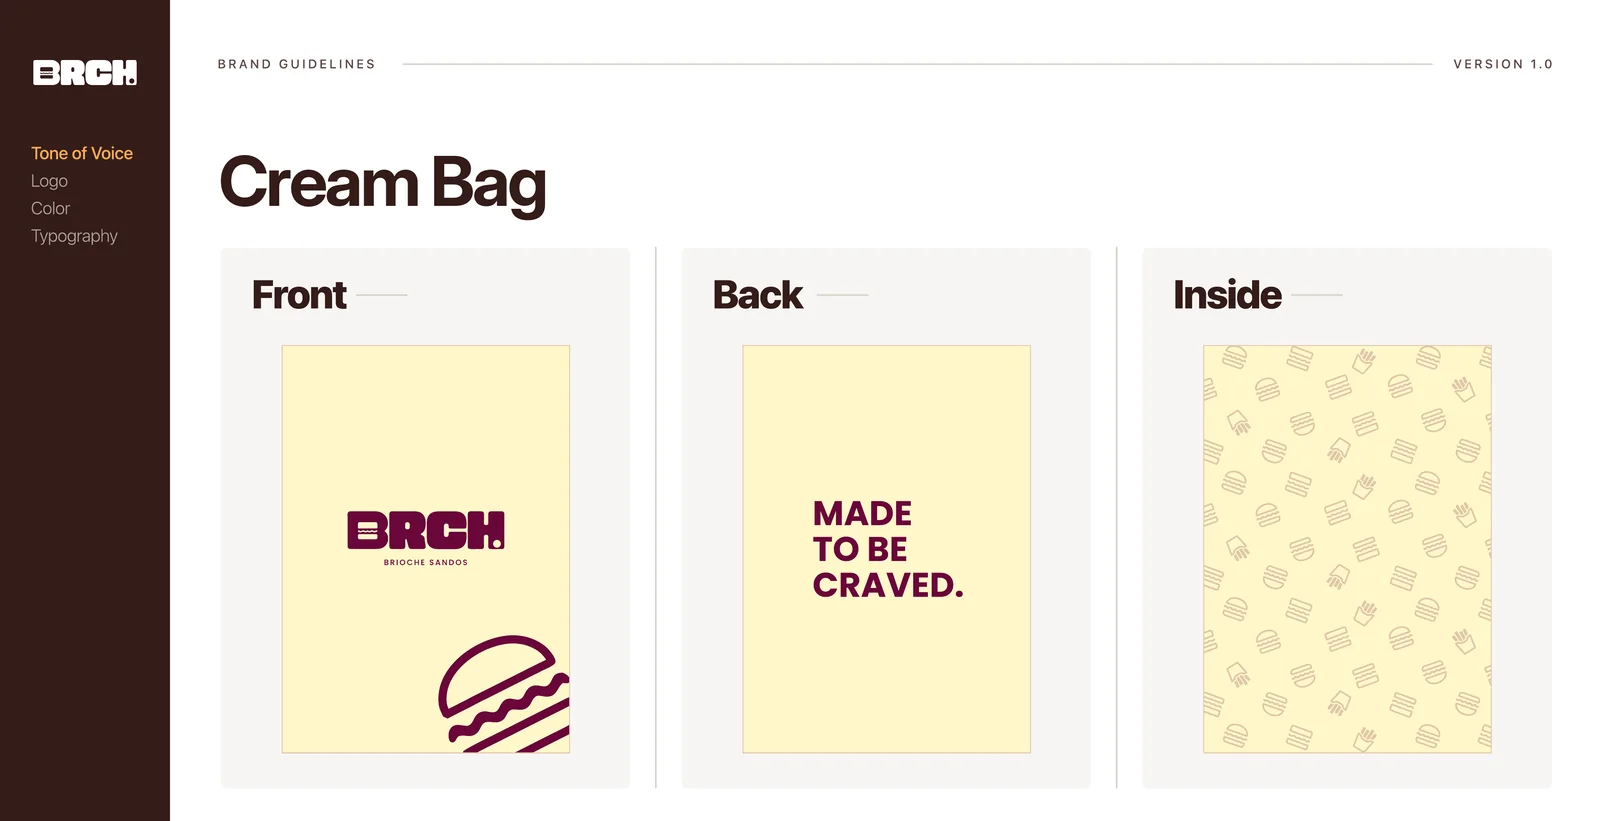 BRCH.
Tone of Voice
Logo
Color
Typography
BRAND GUIDELINES
VERSION 1.0
Cream Bag
Front
BRCH.
BRIOCHE SANDOS
Back
MADE
TO BE
CRAVED.
Inside